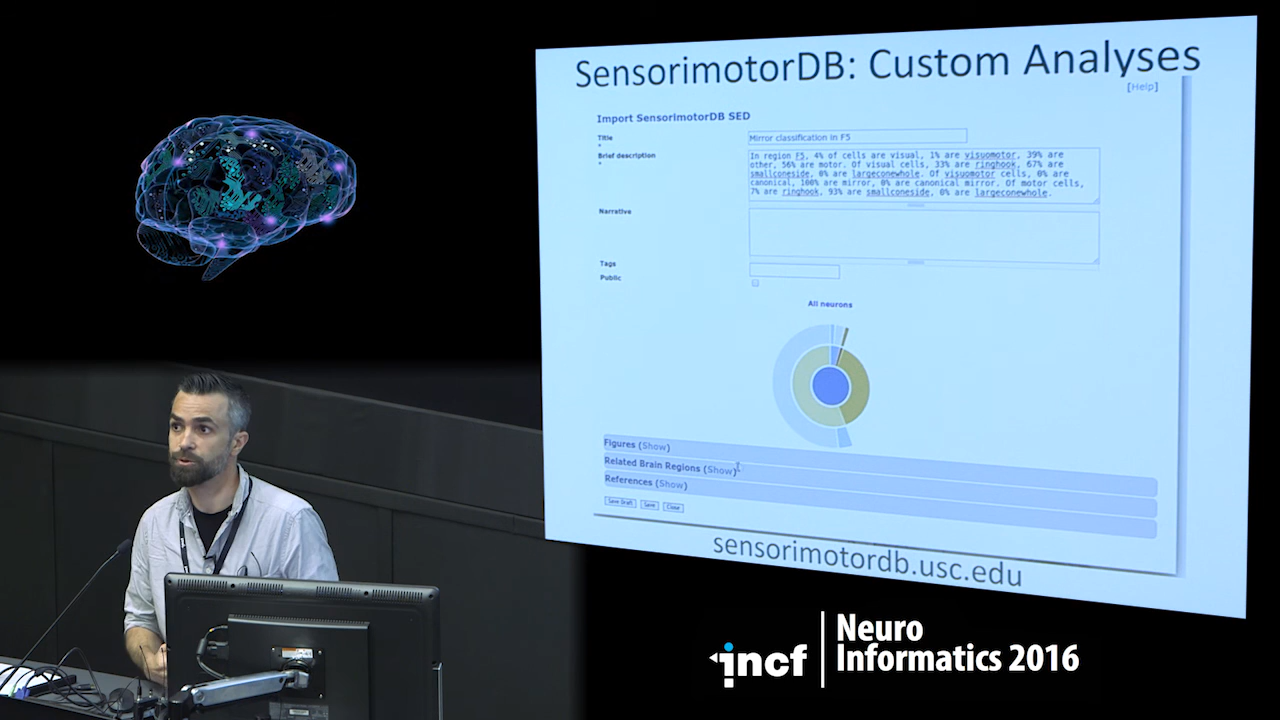 SensorimotorDB: Custom Analyses
[Help]
Import SensorimotorDB SED
Title
*
Mirror classification in F5
Brief description
*
In region F5, 4% of cells are visual, 1% are visuomotor, 39% are
other, 56% are motor. Of visual cells, 33% are ringhook, 67% are
smallconeside, 0% are largeconewhole. Of visuomotor cells, 0% are
canonical, 100% are mirror, 0% are canonical mirror. Of motor cells,
7% are ringhook, 93% are smallconeside, 0% are largeconewhole.
Narrative
Tags
Public
All neurons
Figures (Show)
Related Brain Regions (Show)
References (Show)
Save Draft
Save
Close
sensorimotordb.usc.edu
incf
Neuro
Informatics 2016